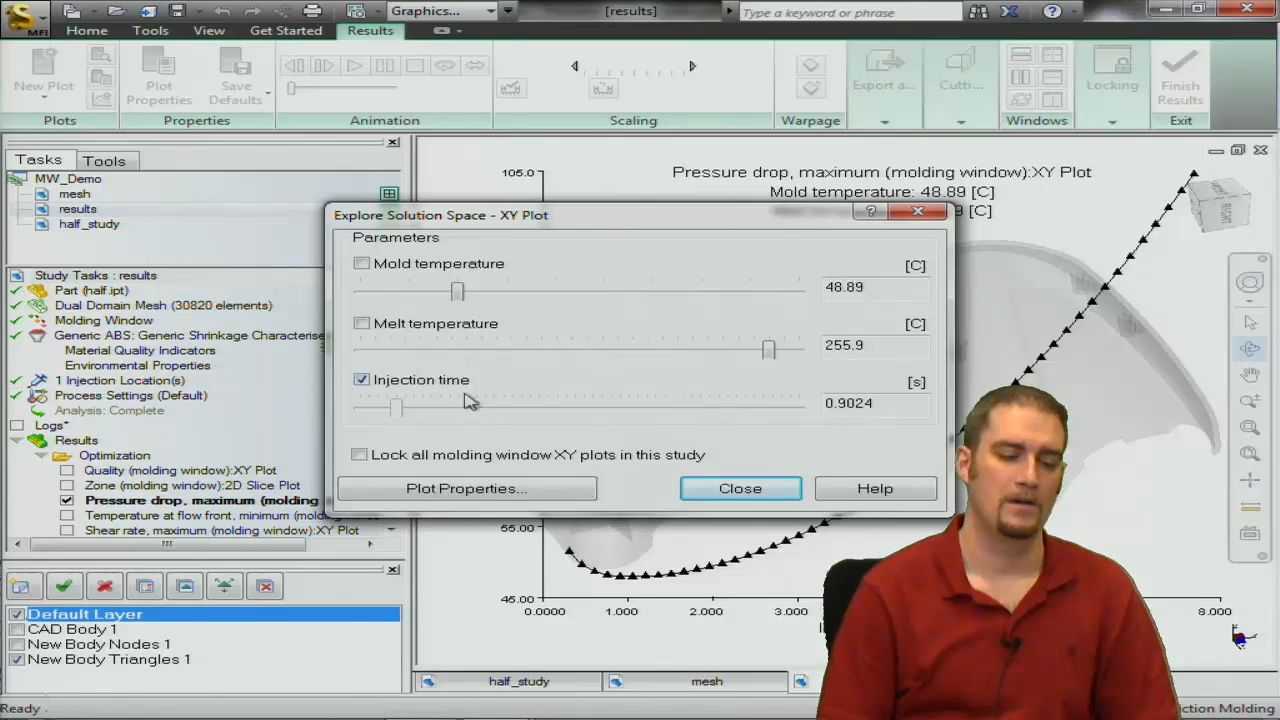 Graphics...
[results]
Type a keyword or phrase
MFI
Home
Tools
View
Get Started
Results
New Plot
Plot
Properties
Save
Defaults
Export a...
Cutti...
Locking
Finish
Results
Plots
Properties
Animation
Scaling
Warpage
Windows
Exit
Tasks
Tools
MW_Demo
mesh
results
half_study
Study Tasks : results
Part (half.ipt)
Dual Domain Mesh (30820 elements)
Molding Window
Generic ABS: Generic Shrinkage Characterise
Material Quality Indicators
Environmental Properties
1 Injection Location(s)
Process Settings (Default)
Analysis: Complete
Logs*
Results
Optimization
Quality (molding window):XY Plot
Zone (molding window):2D Slice Plot
Pressure drop, maximum (molding
Temperature at flow front, minimum (molding
Shear rate, maximum (molding window):XY Plot
Default Layer
CAD Body 1
New Body Nodes 1
New Body Triangles 1
Ready
Pressure drop, maximum (molding window):XY Plot
Mold temperature: 48.89 [C]
9 [C]
105.0
RIGHT
Explore Solution Space - XY Plot
Parameters
Mold temperature
[C]
48.89
Melt temperature
[C]
255.9
Injection time
[s]
0.9024
Lock all molding window XY plots in this study
Plot Properties...
Close
Help
55.00
45.00
0.0000
1.000
2.000
3.000
8.000
half_study
mesh
ction Molding